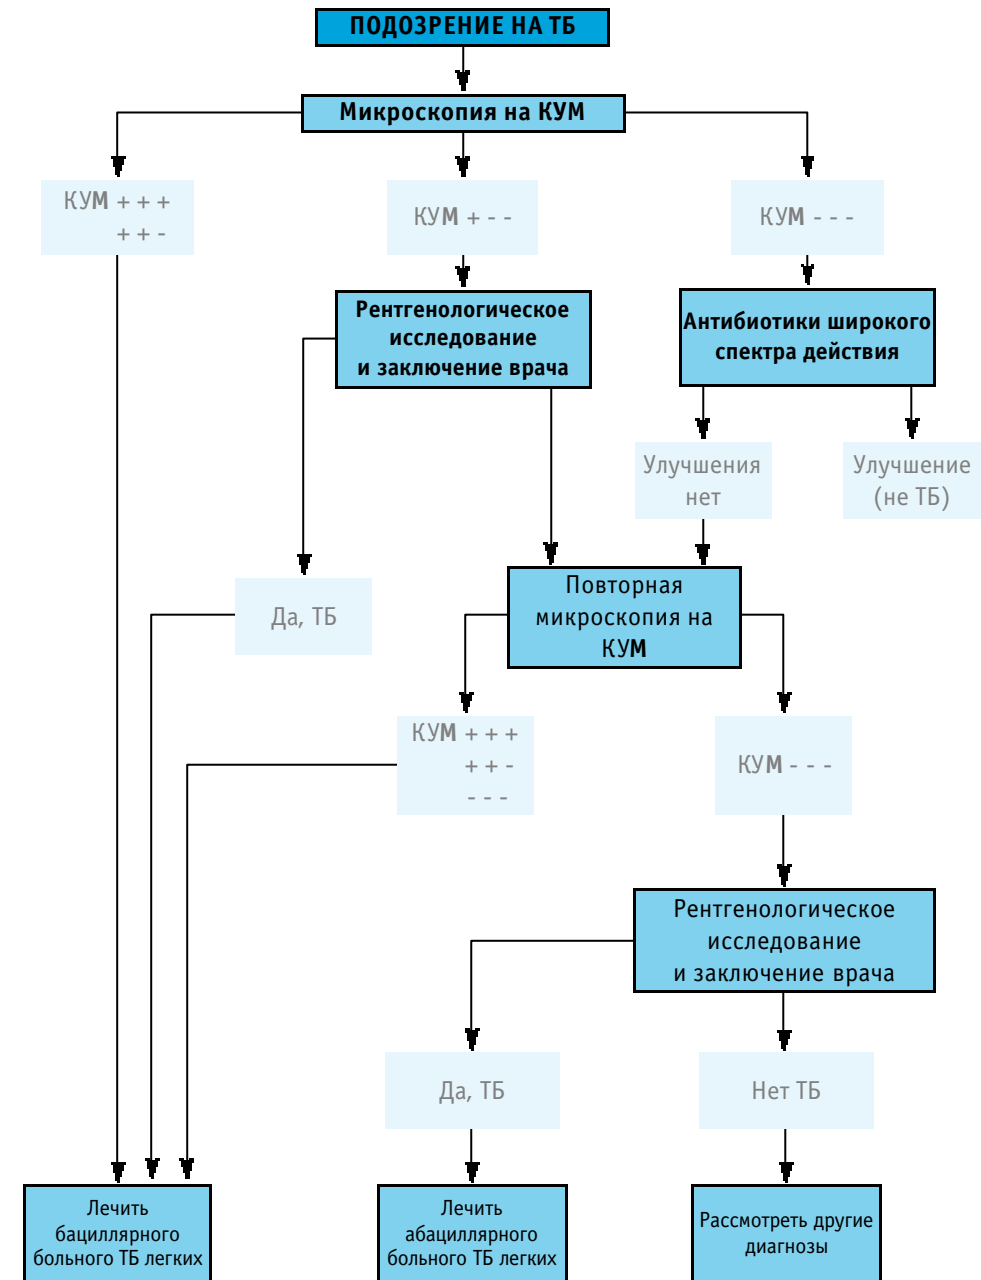 ПОДОЗРЕНИЕ НА ТБ
Микроскопия на КУМ
КУМ + + +
+ + -
КУМ + - -
КУМ - - -
Рентгенологическое
исследование
и заключение врача
Антибиотики широкого
спектра действия
Улучшения
нет
Улучшение
(не ТБ)
Да, ТБ
Повторная
микроскопия на
КУМ
КУМ + + +
+ + -
- - -
КУМ - - -
Рентгенологическое
исследование
и заключение врача
Да, ТБ
Нет ТБ
Лечить
бациллярного
больного ТБ легких
Лечить
абациллярного
больного ТБ легких
Рассмотреть другие
диагнозы